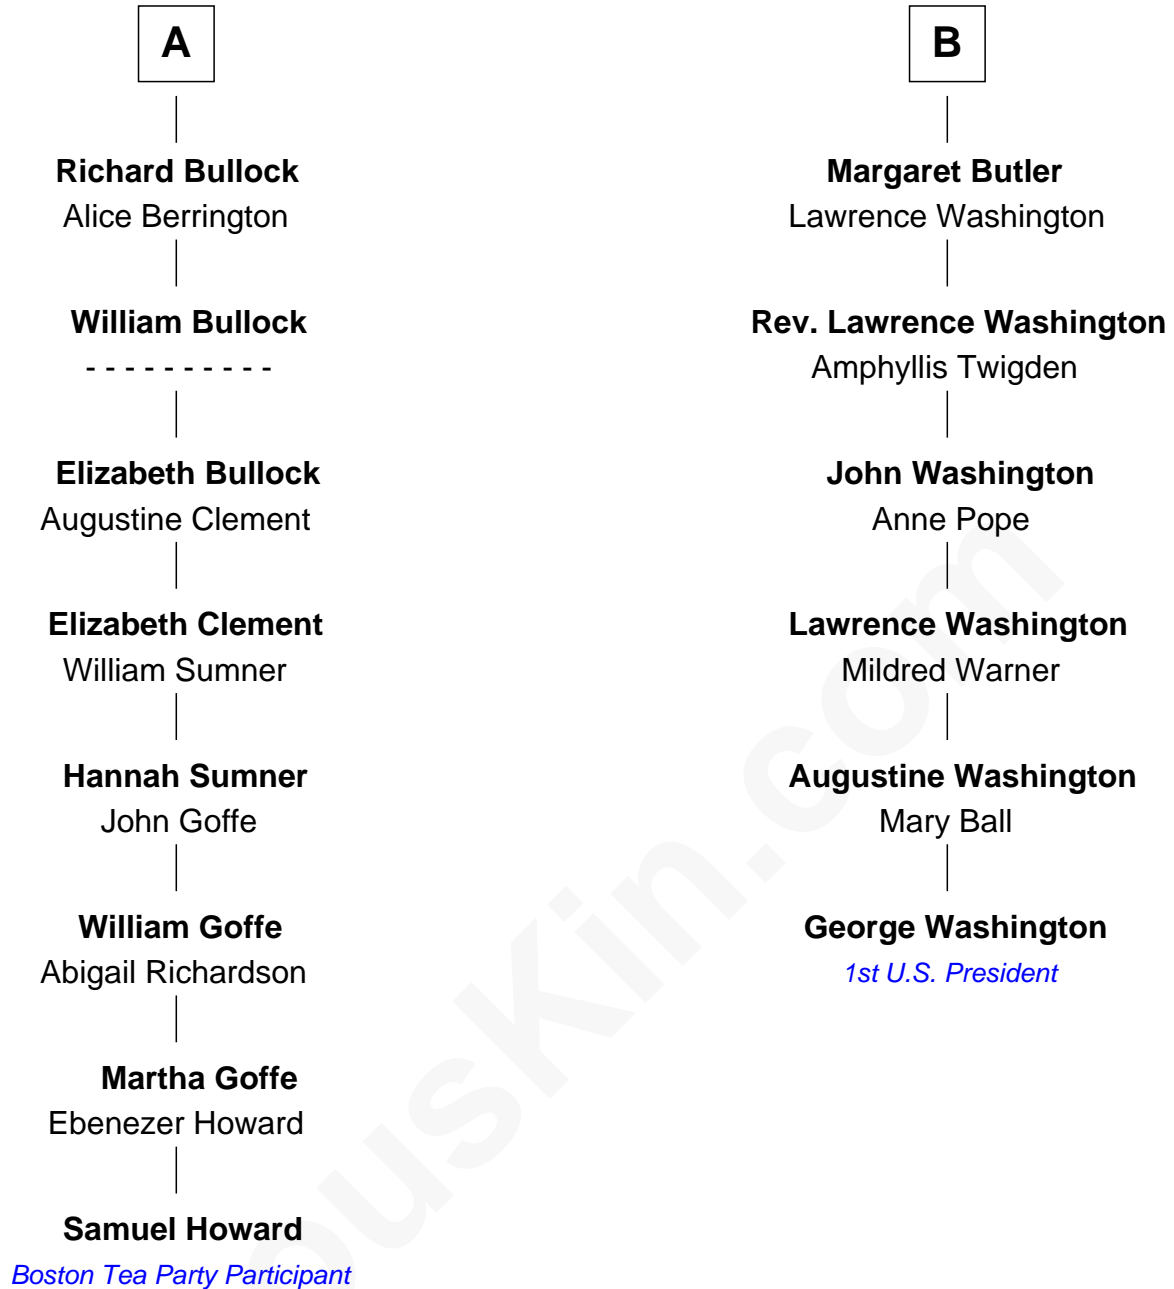 A
Richard Bullock
Alice Berrington
William Bullock
- - - - - - - - - -
Elizabeth Bullock
Augustine Clement
Elizabeth Clement
William Sumner
Hannah Sumner
John Goffe
William Goffe
Abigail Richardson
Martha Goffe
Ebenezer Howard
Samuel Howard
Boston Tea Party Participant
B
Margaret Butler
Lawrence Washington
Rev. Lawrence Washington
Amphyllis Twigden
John Washington
Anne Pope
Lawrence Washington
Mildred Warner
Augustine Washington
Mary Ball
George Washington
1st U.S. President
ousKin.com